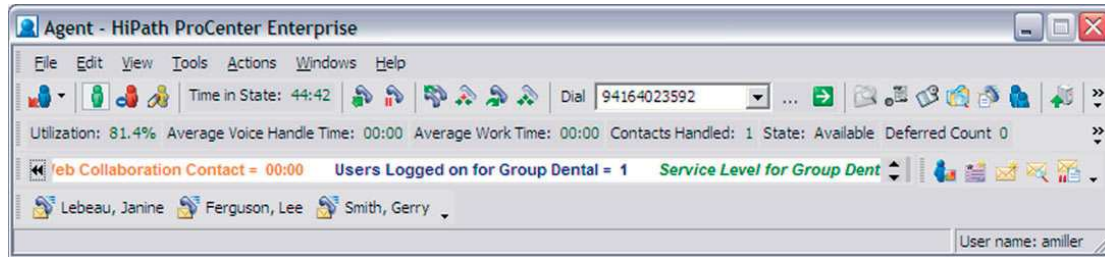 Agent - HiPath ProCenter Enterprise
File Edit View Tools Actions Windows Help
Time in State: 44:42 Dial 94164023592 ...
Utilization: 81.4% Average Voice Handle Time: 00:00 Average Work Time: 00:00 Contacts Handled: 1 State: Available Deferred Count 0
eb Collaboration Contact = 00:00 Users Logged on for Group Dental = 1 Service Level for Group Dent
Lebeau, Janine Ferguson, Lee Smith, Gerry
User name: amiller